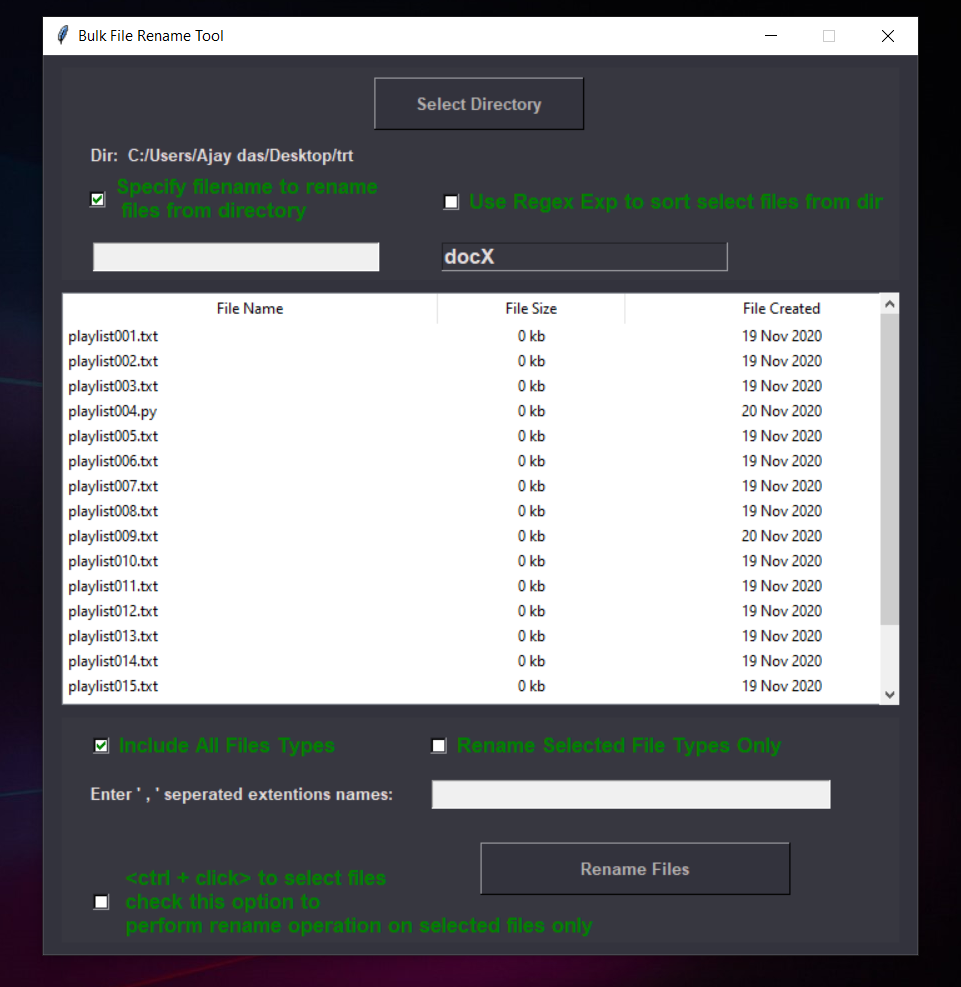 Bulk File Rename Tool
Select Directory
Dir:  C:/Users/Ajay das/Desktop/trt
Specify filename to rename
files from directory
Use Regex Exp to sort select files from dir
docX
File Name File Size File Created
playlist001.txt 0 kb 19 Nov 2020
playlist002.txt 0 kb 19 Nov 2020
playlist003.txt 0 kb 19 Nov 2020
playlist004.py 0 kb 20 Nov 2020
playlist005.txt 0 kb 19 Nov 2020
playlist006.txt 0 kb 19 Nov 2020
playlist007.txt 0 kb 19 Nov 2020
playlist008.txt 0 kb 19 Nov 2020
playlist009.txt 0 kb 20 Nov 2020
playlist010.txt 0 kb 19 Nov 2020
playlist011.txt 0 kb 19 Nov 2020
playlist012.txt 0 kb 19 Nov 2020
playlist013.txt 0 kb 19 Nov 2020
playlist014.txt 0 kb 19 Nov 2020
playlist015.txt 0 kb 19 Nov 2020
Include All Files Types
Rename Selected File Types Only
Enter ' , ' seperated extentions names:
Rename Files
<ctrl + click> to select files
check this option to
perform rename operation on selected files only